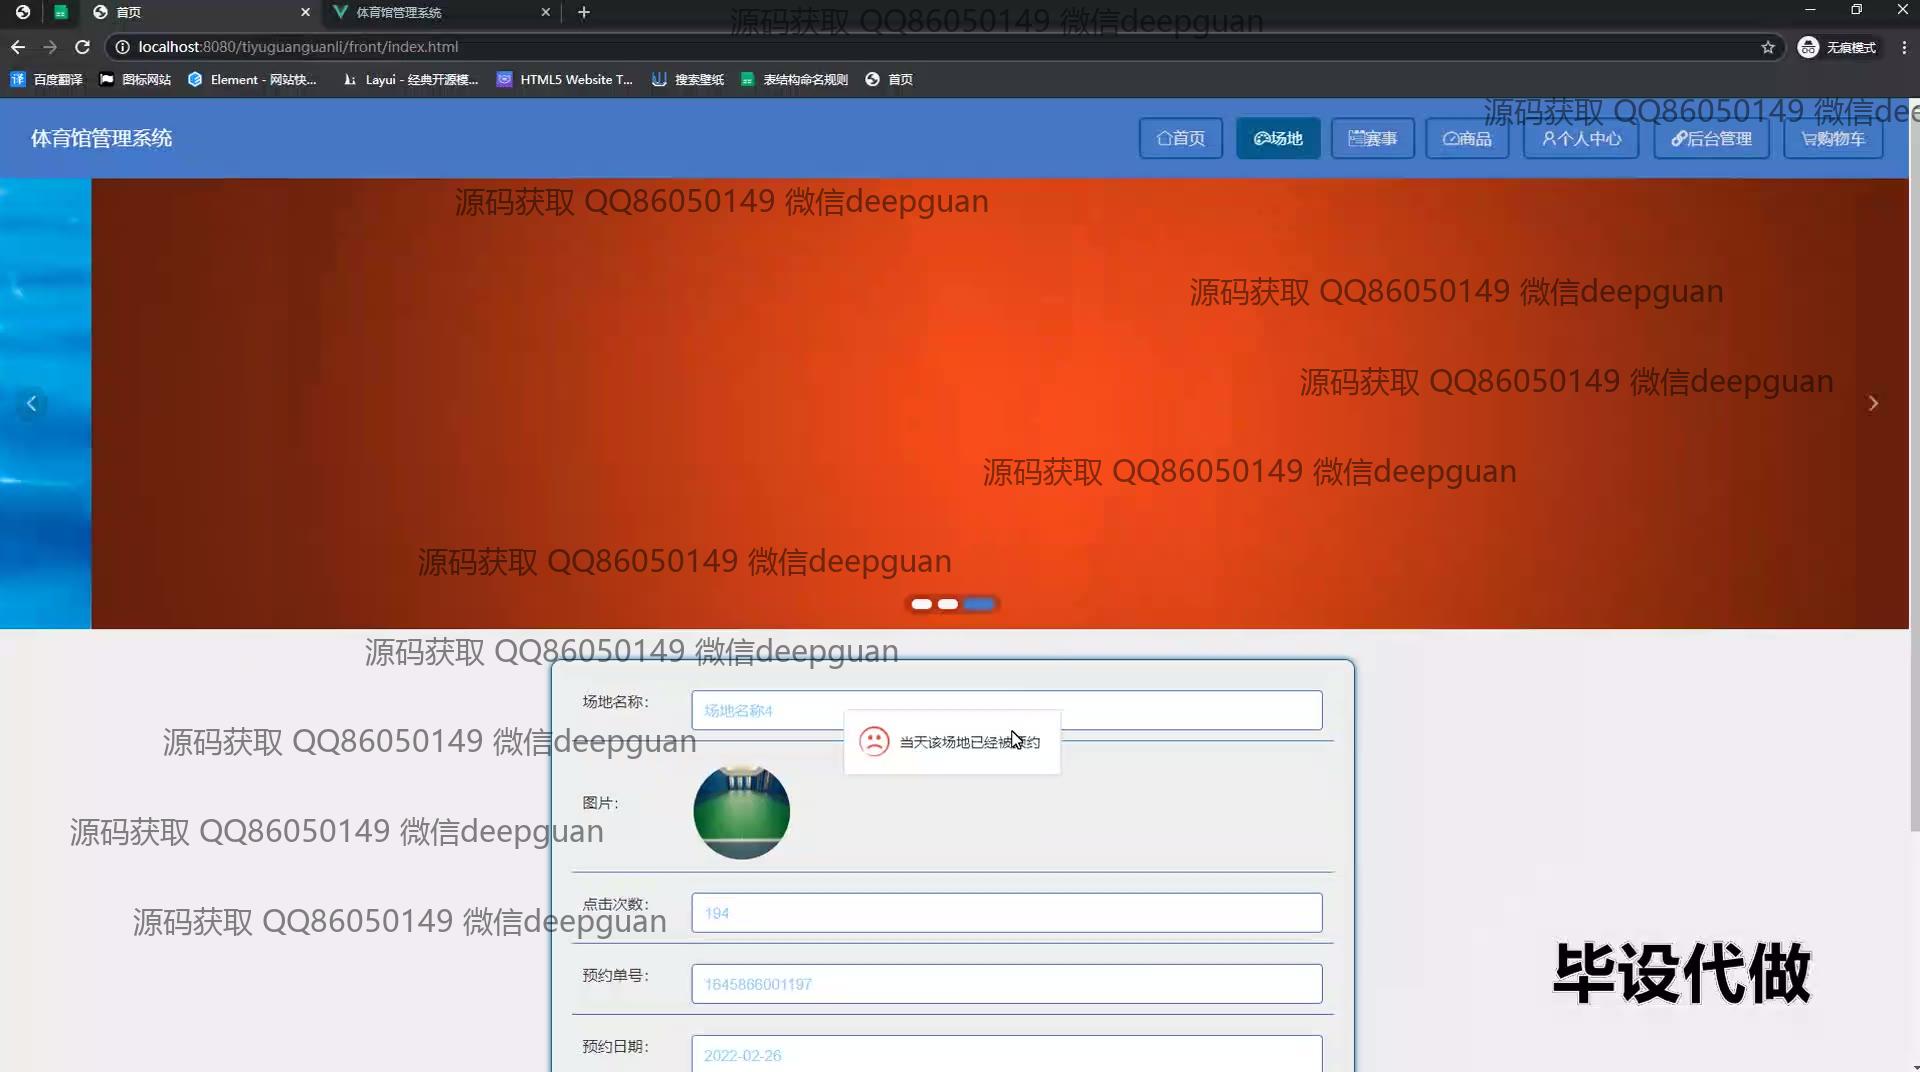 首页
体育馆管理系统
源码获取 QQ86050149 微信deepguan
localhost:8080/tiyuguanguanli/front/index.html
无痕模式
百度翻译
图标网站
Element - 网站快...
Layui - 经典开源模...
HTML5 Website T...
搜索壁纸
表结构命名规则
首页
源码获取 QQ86050149 微信dee
体育馆管理系统
首页
场地
赛事
商品
个人中心
后台管理
购物车
源码获取 QQ86050149 微信deepguan
源码获取 QQ86050149 微信deepguan
源码获取 QQ86050149 微信deepguan
源码获取 QQ86050149 微信deepguan
源码获取 QQ86050149 微信deepguan
源码获取 QQ86050149 微信deepguan
场地名称：
场地名称4
当天该场地已经被预约
源码获取 QQ86050149 微信deepguan
图片：
源码获取 QQ86050149 微信deepguan
点击次数：
194
源码获取 QQ86050149 微信deepguan
预约单号：
1645866001197
毕设代做
预约日期：
2022-02-26